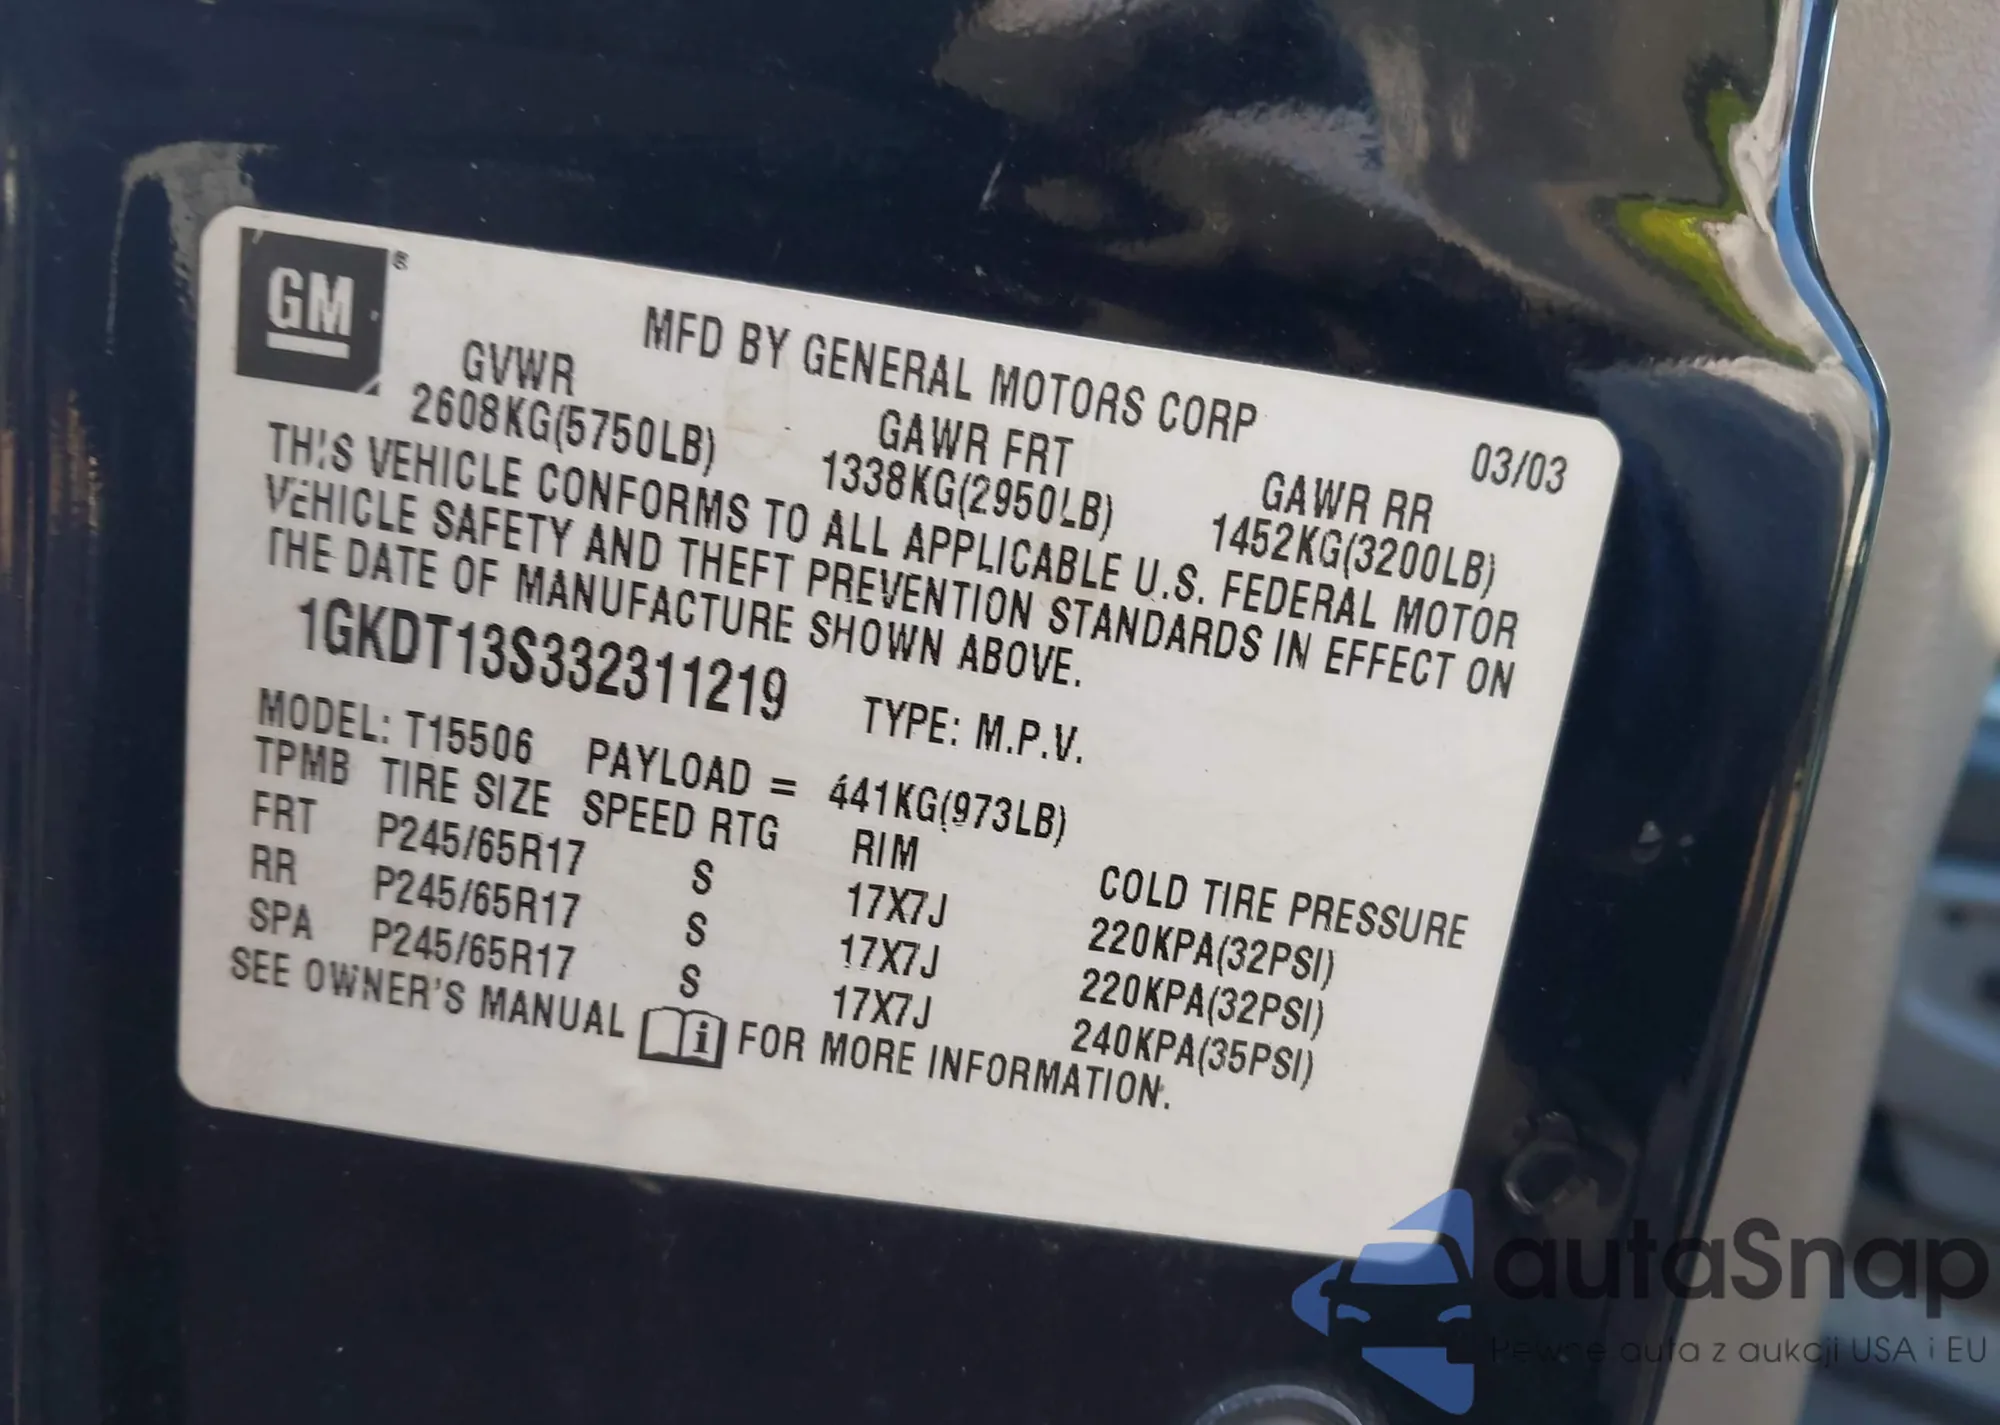 GM ®
MFD BY GENERAL MOTORS CORP 03/03
GVWR GAWR FRT GAWR RR
2608KG(5750LB) 1338KG(2950LB) 1452KG(3200LB)
THIS VEHICLE CONFORMS TO ALL APPLICABLE U.S. FEDERAL MOTOR
VEHICLE SAFETY AND THEFT PREVENTION STANDARDS IN EFFECT ON
THE DATE OF MANUFACTURE SHOWN ABOVE.
1GKDT13S332311219 TYPE: M.P.V.
MODEL: T15506 PAYLOAD = 441KG(973LB)
TPMB TIRE SIZE SPEED RTG RIM COLD TIRE PRESSURE
FRT P245/65R17 S 17X7J 220KPA(32PSI)
RR P245/65R17 S 17X7J 220KPA(32PSI)
SPA P245/65R17 S 17X7J 240KPA(35PSI)
SEE OWNER'S MANUAL i FOR MORE INFORMATION.
autaSnap
Pewne auta z aukcji USA i EU